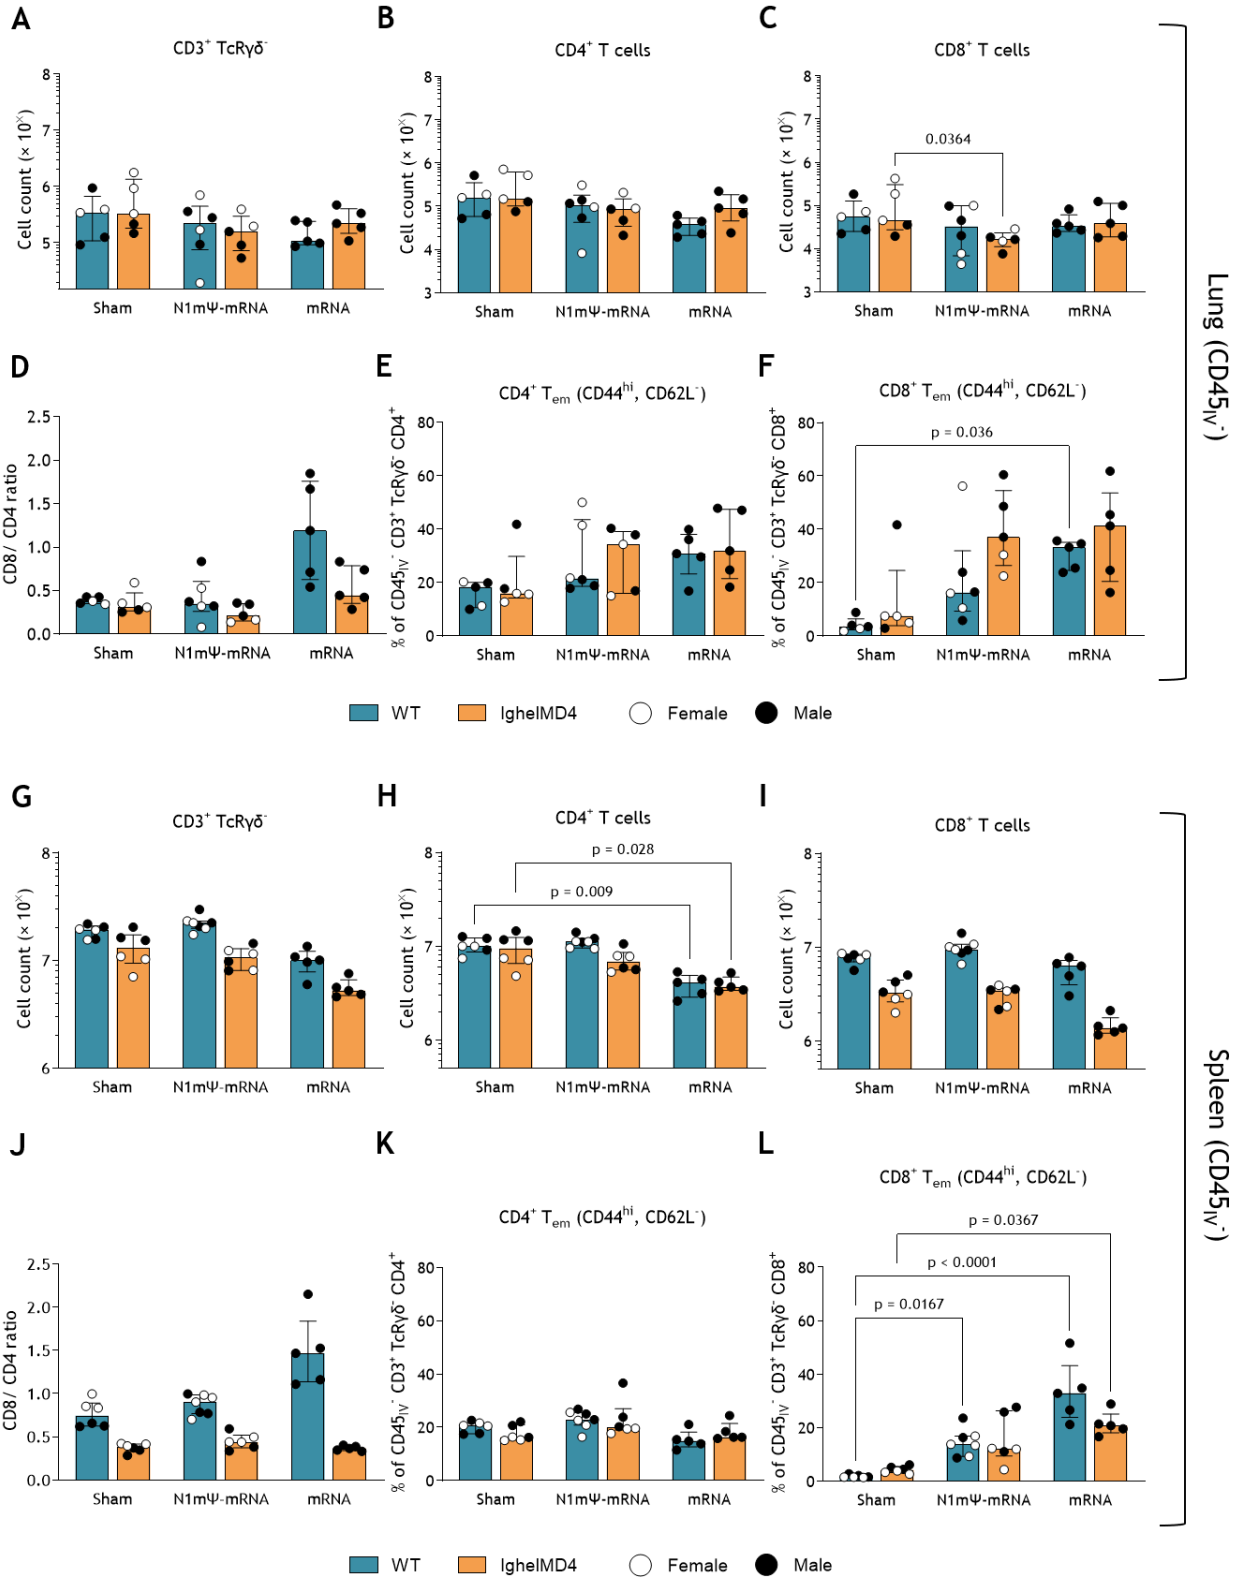 A
B
C
CD3⁺ TcRγδ⁻
CD4⁺ T cells
CD8⁺ T cells
Cell count (× 10ˣ)
8
7
6
5
Sham N1mΨ-mRNA mRNA
Cell count (× 10ˣ)
8
7
6
5
4
3
Sham N1mΨ-mRNA mRNA
Cell count (× 10ˣ)
8
7
6
5
4
3
0.0364
Sham N1mΨ-mRNA mRNA
D
E
F
CD4⁺ Tem (CD44hi, CD62L⁻)
CD8⁺ Tem (CD44hi, CD62L⁻)
CD8/ CD4 ratio
2.5
2.0
1.5
1.0
0.5
0.0
Sham N1mΨ-mRNA mRNA
% of CD45IV⁻ CD3⁺ TcRγδ⁻ CD4⁺
80
60
40
20
0
Sham N1mΨ-mRNA mRNA
% of CD45IV⁻ CD3⁺ TcRγδ⁻ CD8⁺
80
60
40
20
0
p = 0.036
Sham N1mΨ-mRNA mRNA
Lung (CD45IV⁻)
WT IghelMD4 Female Male
G
H
I
CD3⁺ TcRγδ⁻
CD4⁺ T cells
CD8⁺ T cells
Cell count (× 10ˣ)
8
7
6
Sham N1mΨ-mRNA mRNA
Cell count (× 10ˣ)
8
7
6
p = 0.028
p = 0.009
Sham N1mΨ-mRNA mRNA
Cell count (× 10ˣ)
8
7
6
Sham N1mΨ-mRNA mRNA
J
K
L
CD4⁺ Tem (CD44hi, CD62L⁻)
CD8⁺ Tem (CD44hi, CD62L⁻)
CD8/ CD4 ratio
2.5
2.0
1.5
1.0
0.5
0.0
Sham N1mΨ-mRNA mRNA
% of CD45IV⁻ CD3⁺ TcRγδ⁻ CD4⁺
80
60
40
20
0
Sham N1mΨ-mRNA mRNA
% of CD45IV⁻ CD3⁺ TcRγδ⁻ CD8⁺
80
60
40
20
0
p = 0.0367
p < 0.0001
p = 0.0167
Sham N1mΨ-mRNA mRNA
Spleen (CD45IV⁻)
WT IghelMD4 Female Male